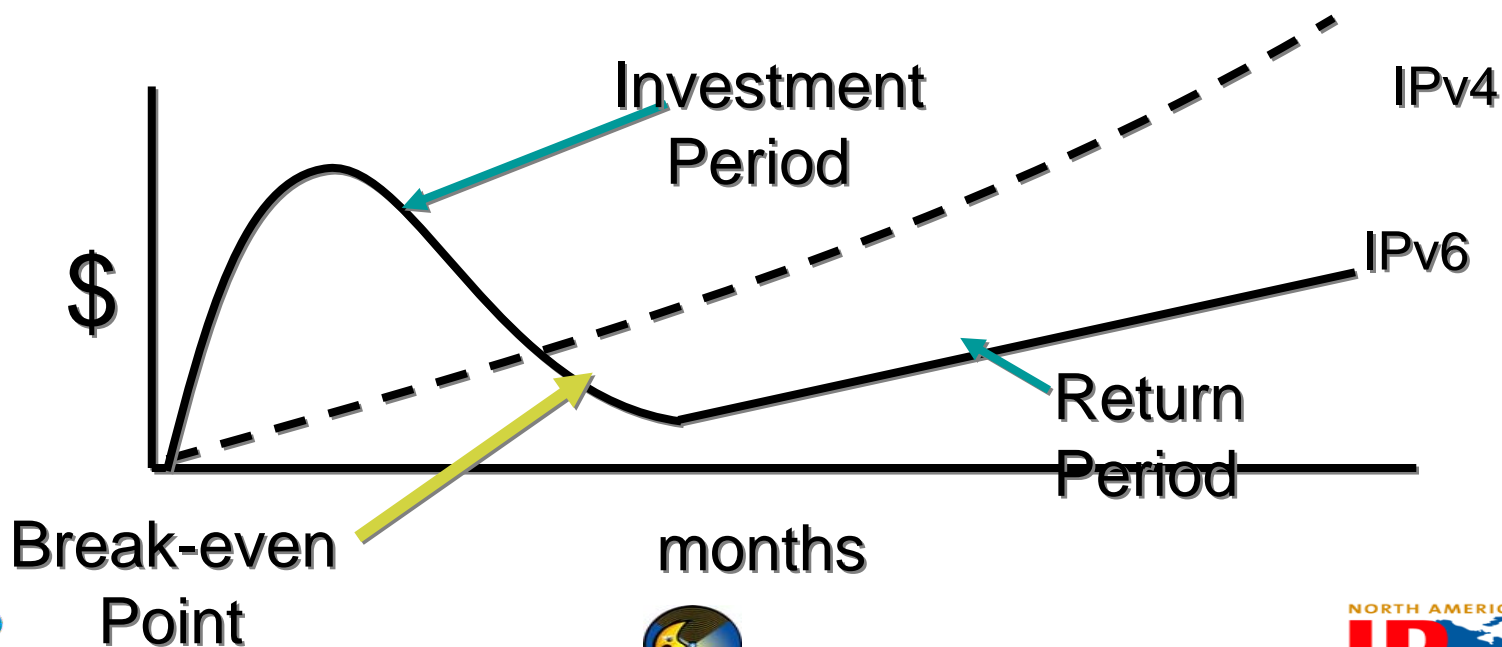 Investment
Period
IPv4
$
IPv6
Return
Period
Break-even
Point
months
NORTH AMERIC